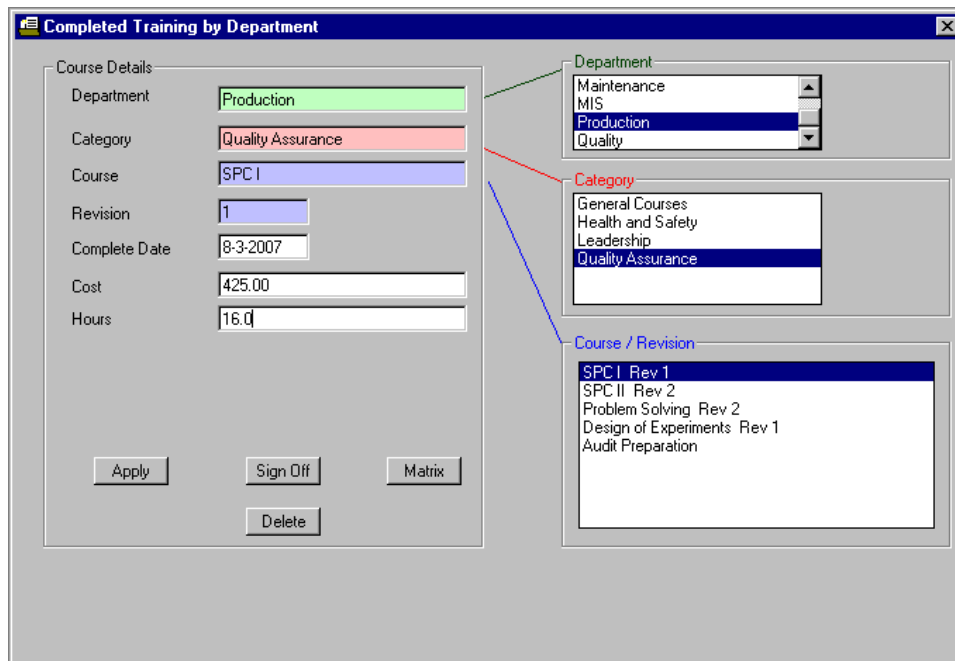 Completed Training by Department
Course Details
Department
Production
Category
Quality Assurance
Course
SPC I
Revision
1
Complete Date
8-3-2007
Cost
425.00
Hours
16.0
Apply
Sign Off
Matrix
Delete
Department
Maintenance
MIS
Production
Quality
Category
General Courses
Health and Safety
Leadership
Quality Assurance
Course / Revision
SPC I Rev 1
SPC II Rev 2
Problem Solving Rev 2
Design of Experiments Rev 1
Audit Preparation